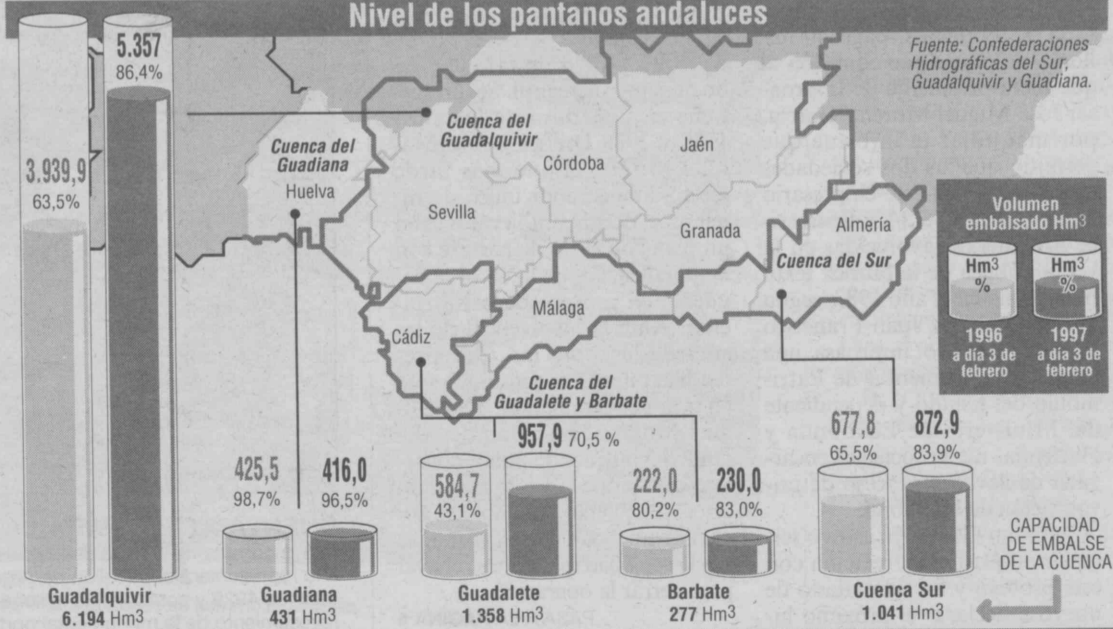 Nivel de los pantanos andaluces
Fuente: Confederaciones
Hidrográficas del Sur,
Guadalquivir y Guadiana.
5.357
86,4%
3.939,9
63,5%
Cuenca del
Guadiana
Huelva
Cuenca del
Guadalquivir
Córdoba
Jaén
Sevilla
Granada
Almería
Cuenca del Sur
Málaga
Cádiz
Cuenca del
Guadalete y Barbate
Volumen
embalsado Hm3
Hm3
%
Hm3
%
1996
a día 3 de
febrero
1997
a día 3 de
febrero
425,5
98,7%
416,0
96,5%
584,7
43,1%
957,9 70,5 %
222,0
80,2%
230,0
83,0%
677,8
65,5%
872,9
83,9%
CAPACIDAD
DE EMBALSE
DE LA CUENCA
Guadalquivir
6.194 Hm3
Guadiana
431 Hm3
Guadalete
1.358 Hm3
Barbate
277 Hm3
Cuenca Sur
1.041 Hm3